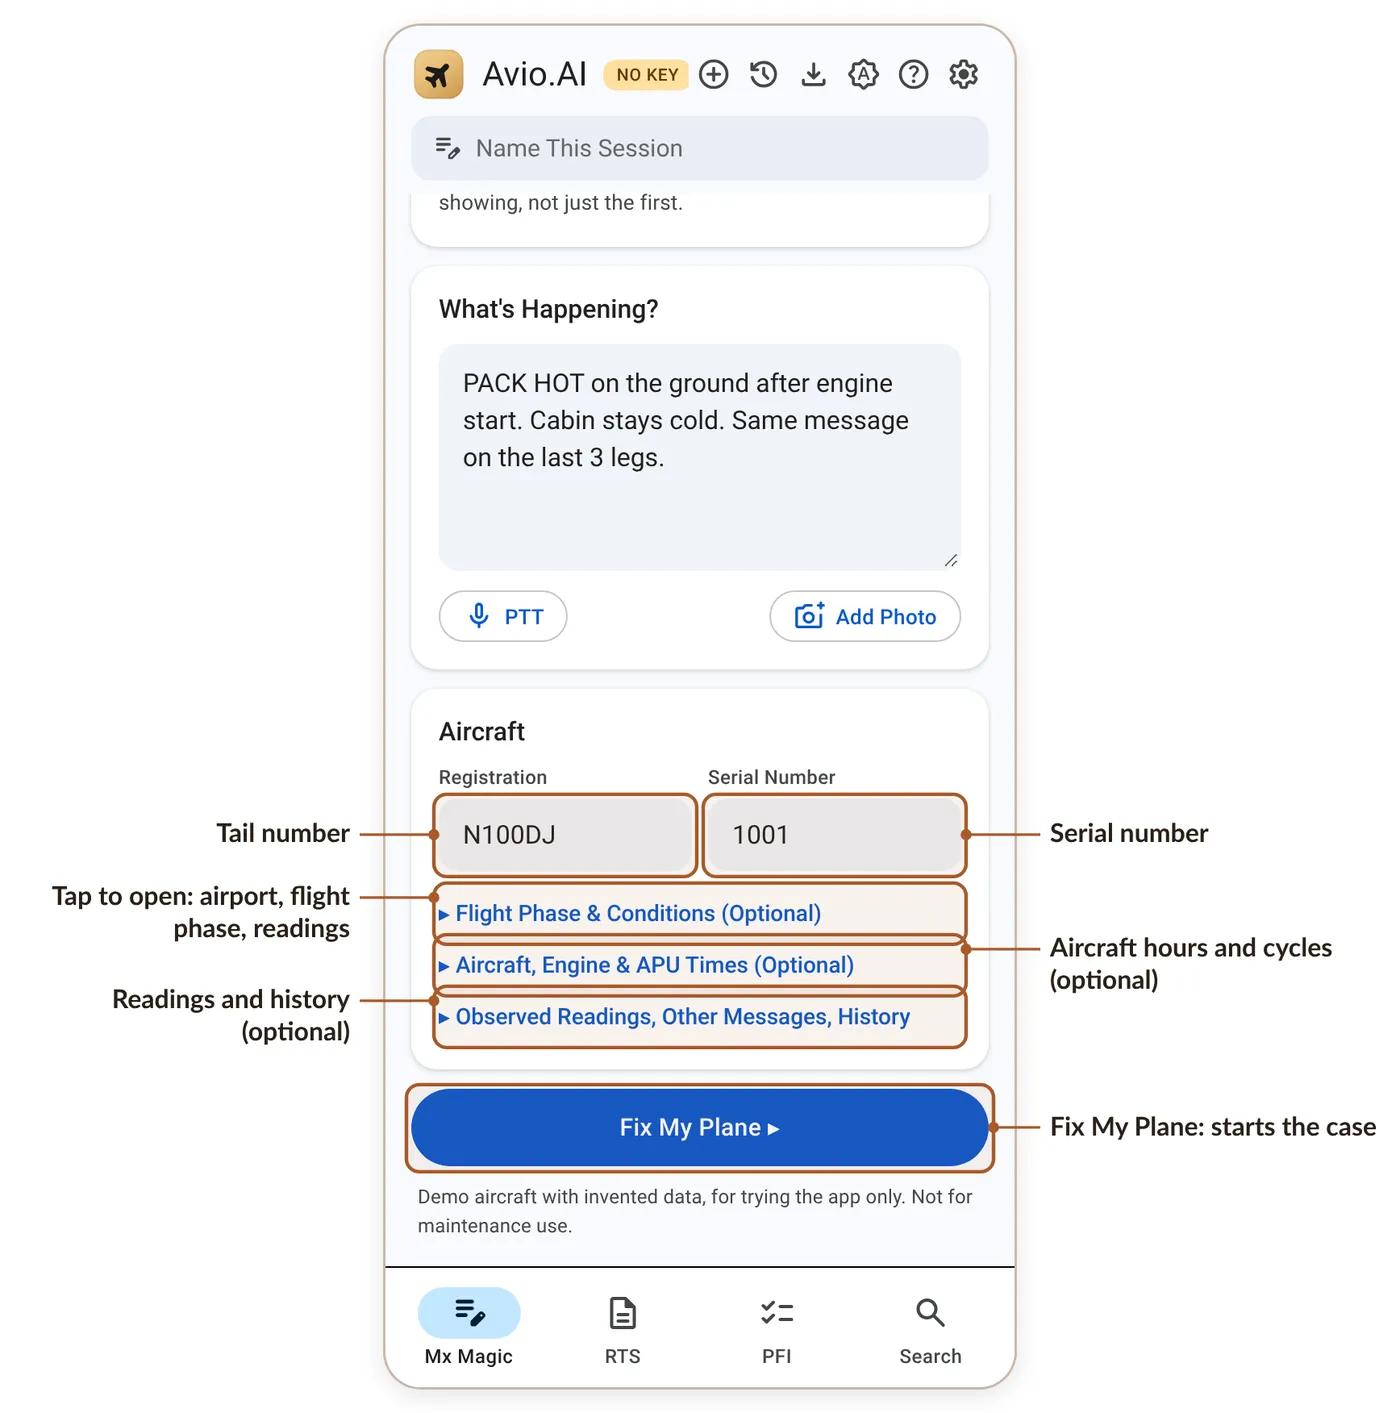 Avio.AI NO KEY
Name This Session
showing, not just the first.
What's Happening?
PACK HOT on the ground after engine
start. Cabin stays cold. Same message
on the last 3 legs.
PTT Add Photo
Aircraft
Registration Serial Number
Tail number N100DJ 1001 Serial number
Tap to open: airport, flight
phase, readings
▸ Flight Phase & Conditions (Optional)
▸ Aircraft, Engine & APU Times (Optional)
Aircraft hours and cycles
(optional)
Readings and history
(optional)
▸ Observed Readings, Other Messages, History
Fix My Plane ▸
Fix My Plane: starts the case
Demo aircraft with invented data, for trying the app only. Not for
maintenance use.
Mx Magic RTS PFI Search